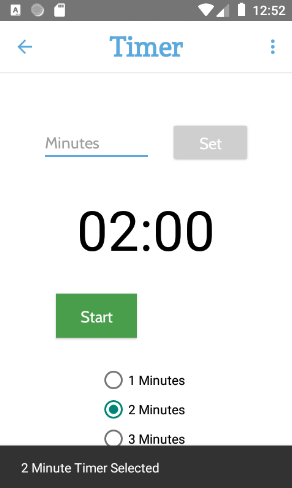 12:52
Timer
Minutes
Set
02:00
Start
1 Minutes
2 Minutes
3 Minutes
2 Minute Timer Selected